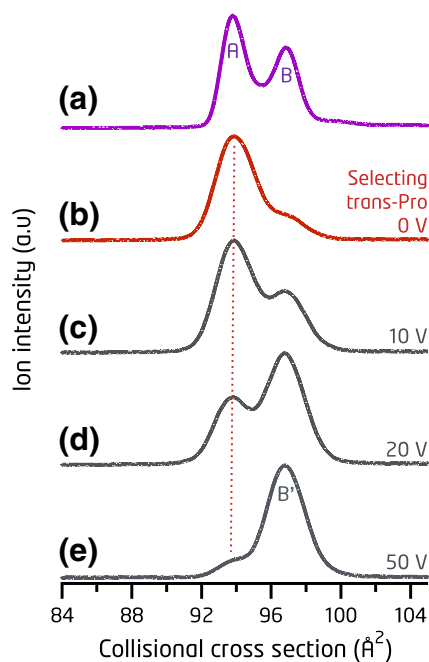 A
B
(a)
Selecting
trans-Pro
0 V
(b)
10 V
(c)
20 V
(d)
B'
50 V
(e)
Ion intensity (a.u)
84 88 92 96 100 104
Collisional cross section (Å²)